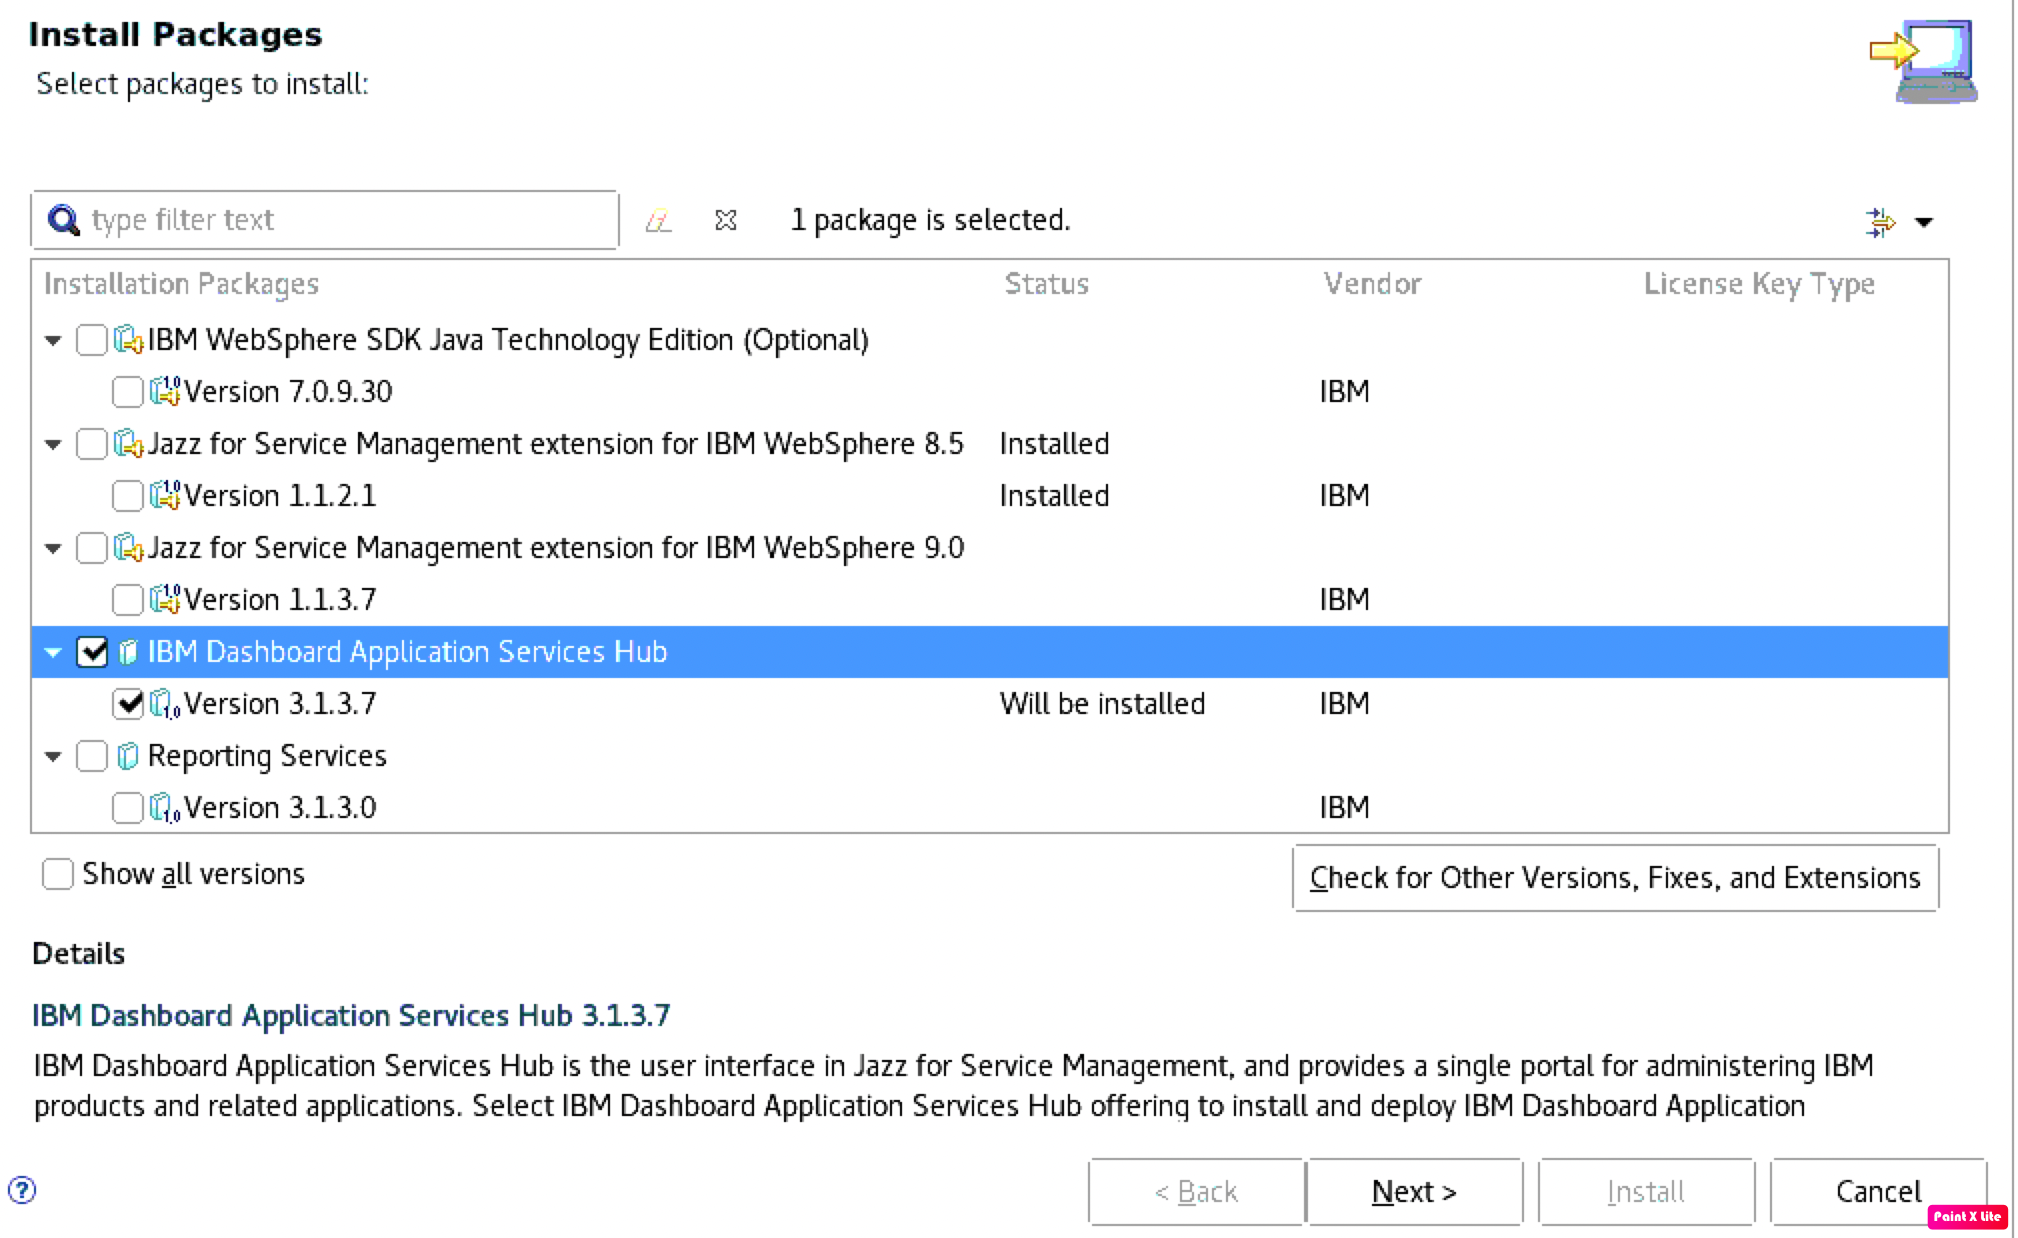 Install Packages
Select packages to install:
type filter text
1 package is selected.
Installation Packages Status Vendor License Key Type
IBM WebSphere SDK Java Technology Edition (Optional)
Version 7.0.9.30 IBM
Jazz for Service Management extension for IBM WebSphere 8.5 Installed
Version 1.1.2.1 Installed IBM
Jazz for Service Management extension for IBM WebSphere 9.0
Version 1.1.3.7 IBM
IBM Dashboard Application Services Hub
Version 3.1.3.7 Will be installed IBM
Reporting Services
Version 3.1.3.0 IBM
Show all versions
Check for Other Versions, Fixes, and Extensions
Details
IBM Dashboard Application Services Hub 3.1.3.7
IBM Dashboard Application Services Hub is the user interface in Jazz for Service Management, and provides a single portal for administering IBM
products and related applications. Select IBM Dashboard Application Services Hub offering to install and deploy IBM Dashboard Application
? < Back Next > Install Cancel
Paint X Lite